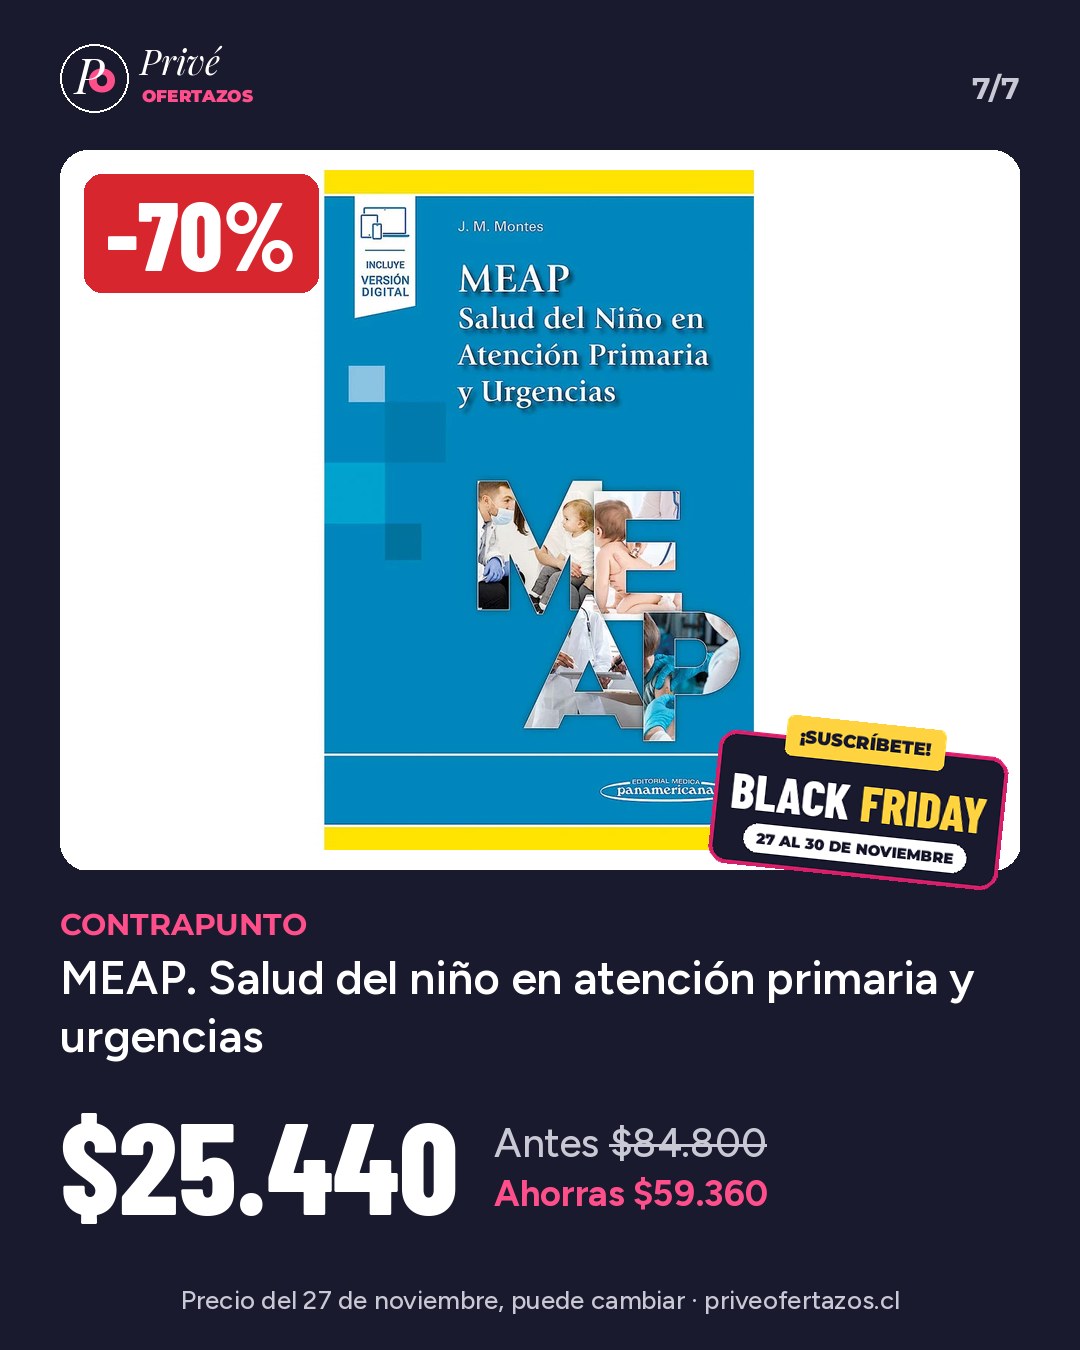 Privé
OFERTAZOS
7/7
-70%
INCLUYE
VERSIÓN
DIGITAL
J. M. Montes
MEAP
Salud del Niño en
Atención Primaria
y Urgencias
MEAP
EDITORIAL MEDICA
panamericana
¡SUSCRÍBETE!
BLACK FRIDAY
27 AL 30 DE NOVIEMBRE
CONTRAPUNTO
MEAP. Salud del niño en atención primaria y
urgencias
$25.440
Antes $84.800
Ahorras $59.360
Precio del 27 de noviembre, puede cambiar · priveofertazos.cl